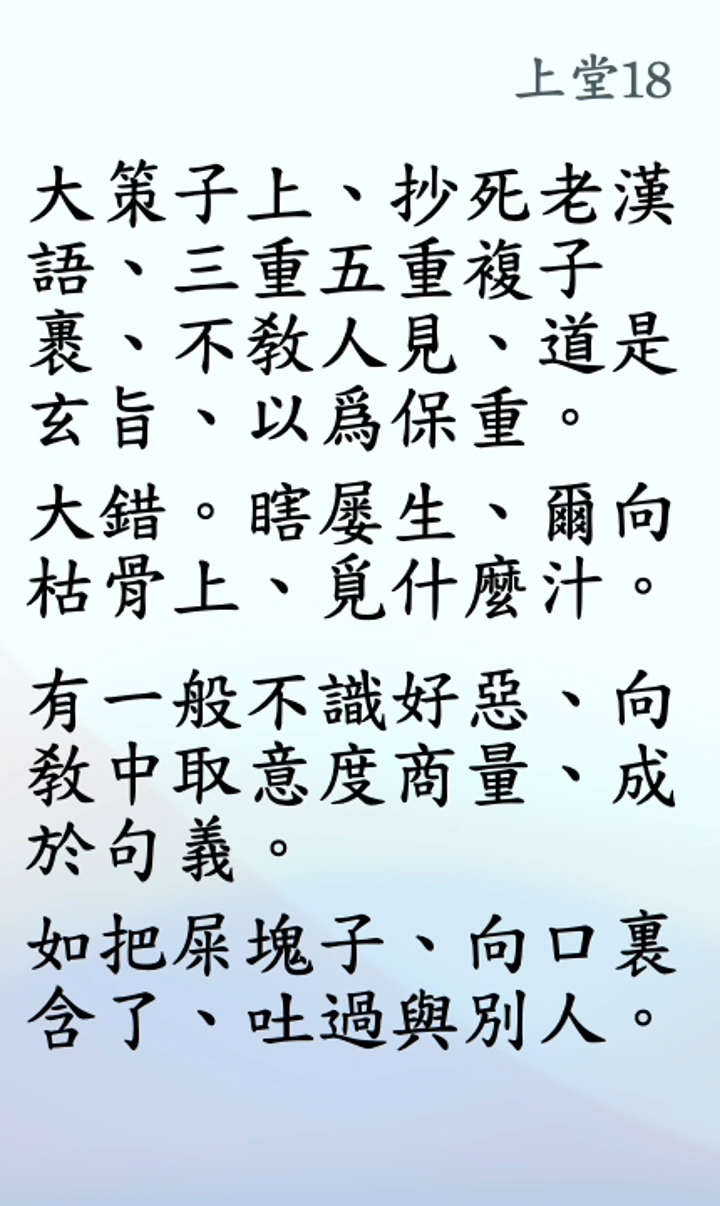 上堂18
大策子上、抄死老漢
語、三重五重複子
裹、不敎人見、道是
玄旨、以爲保重。
大錯。瞎屡生、爾向
枯骨上、覓什麼汁。
有一般不識好惡、向
敎中取意度商量、成
於句義。
如把屎塊子、向口裏
含了、吐過與別人。